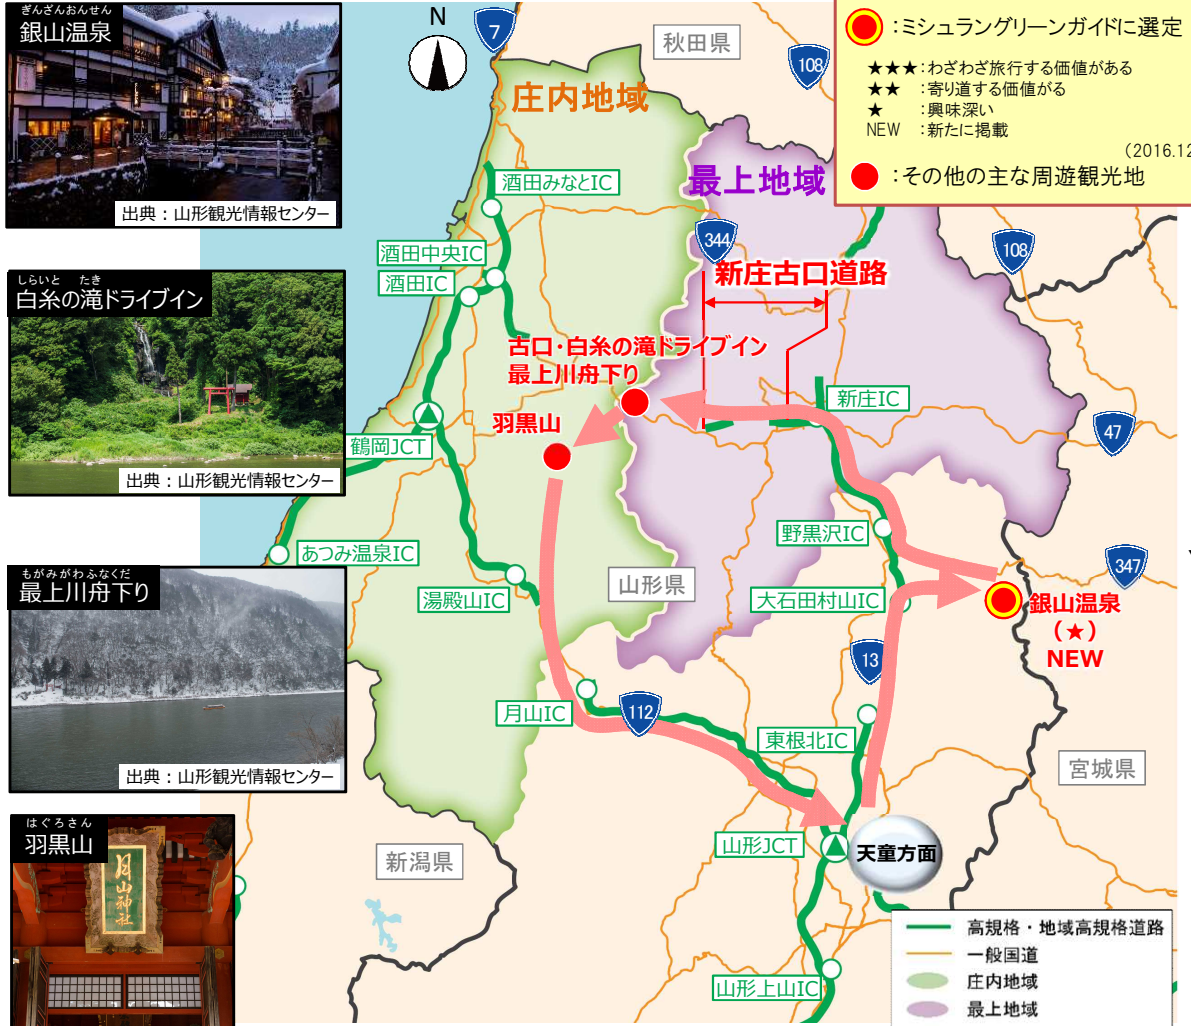 ぎんざんおんせん
銀山温泉
出典：山形観光情報センター
しらいと たき
白糸の滝ドライブイン
出典：山形観光情報センター
もがみがわふなくだ
最上川舟下り
出典：山形観光情報センター
はぐろさん
羽黒山
月山神社
N
7
秋田県
108
：ミシュラングリーンガイドに選定
★★★：わざわざ旅行する価値がある
★★ ：寄り道する価値がる
★ ：興味深い
NEW ：新たに掲載
(2016.12
：その他の主な周遊観光地
庄内地域
最上地域
酒田みなとIC
344
108
酒田中央IC
酒田IC
新庄古口道路
古口・白糸の滝ドライブイン
最上川舟下り
新庄IC
羽黒山
47
鶴岡JCT
野黒沢IC
あつみ温泉IC
347
山形県
湯殿山IC
大石田村山IC
銀山温泉
（★）
NEW
13
月山IC
112
東根北IC
宮城県
山形JCT
天童方面
新潟県
山形上山IC
高規格・地域高規格道路
一般国道
庄内地域
最上地域